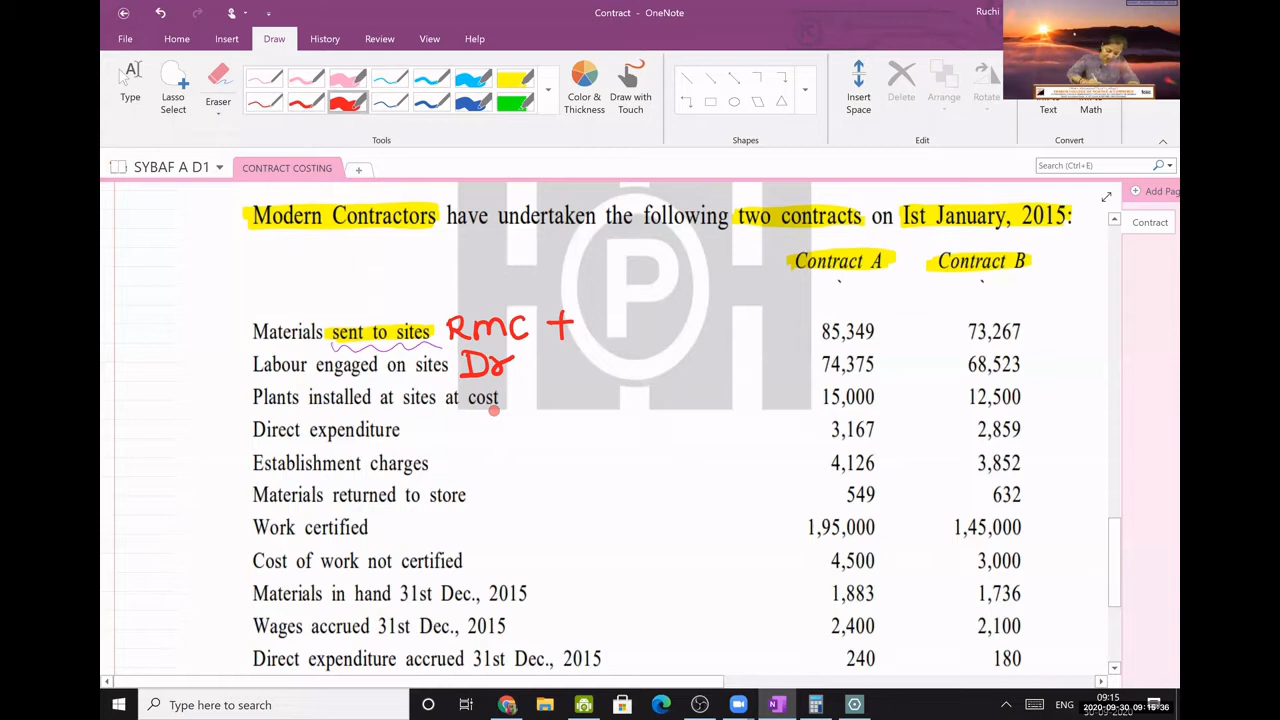 Contract - OneNote
Ruchi
File Home Insert Draw History Review View Help
Type
Lasso Select
Eraser
Color & Thickness
Draw with Touch
Insert Space
Delete
Arrange
Rotate
Text
Math
Tools
Shapes
Edit
Convert
SYBAF A D1
CONTRACT COSTING
Search (Ctrl+E)
Add Pag
Contract
Modern Contractors have undertaken the following two contracts on Ist January, 2015:
Contract A Contract B
Materials sent to sites RMC + 85,349 73,267
Labour engaged on sites Dr 74,375 68,523
Plants installed at sites at cost 15,000 12,500
Direct expenditure 3,167 2,859
Establishment charges 4,126 3,852
Materials returned to store 549 632
Work certified 1,95,000 1,45,000
Cost of work not certified 4,500 3,000
Materials in hand 31st Dec., 2015 1,883 1,736
Wages accrued 31st Dec., 2015 2,400 2,100
Direct expenditure accrued 31st Dec., 2015 240 180
P
Type here to search
ENG
09:15
2020-09-30 09:15:36